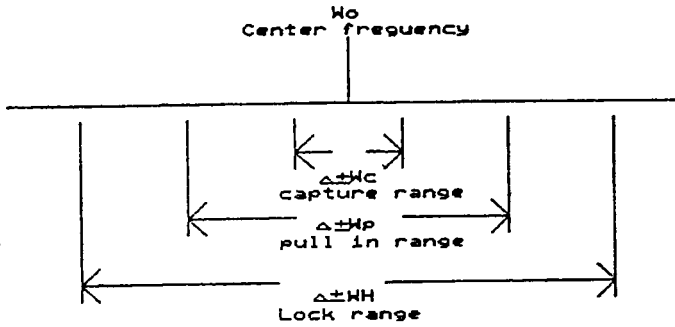 Wo
Center frequency
△±Wc
capture range
△±Wp
pull in range
△±WH
Lock range